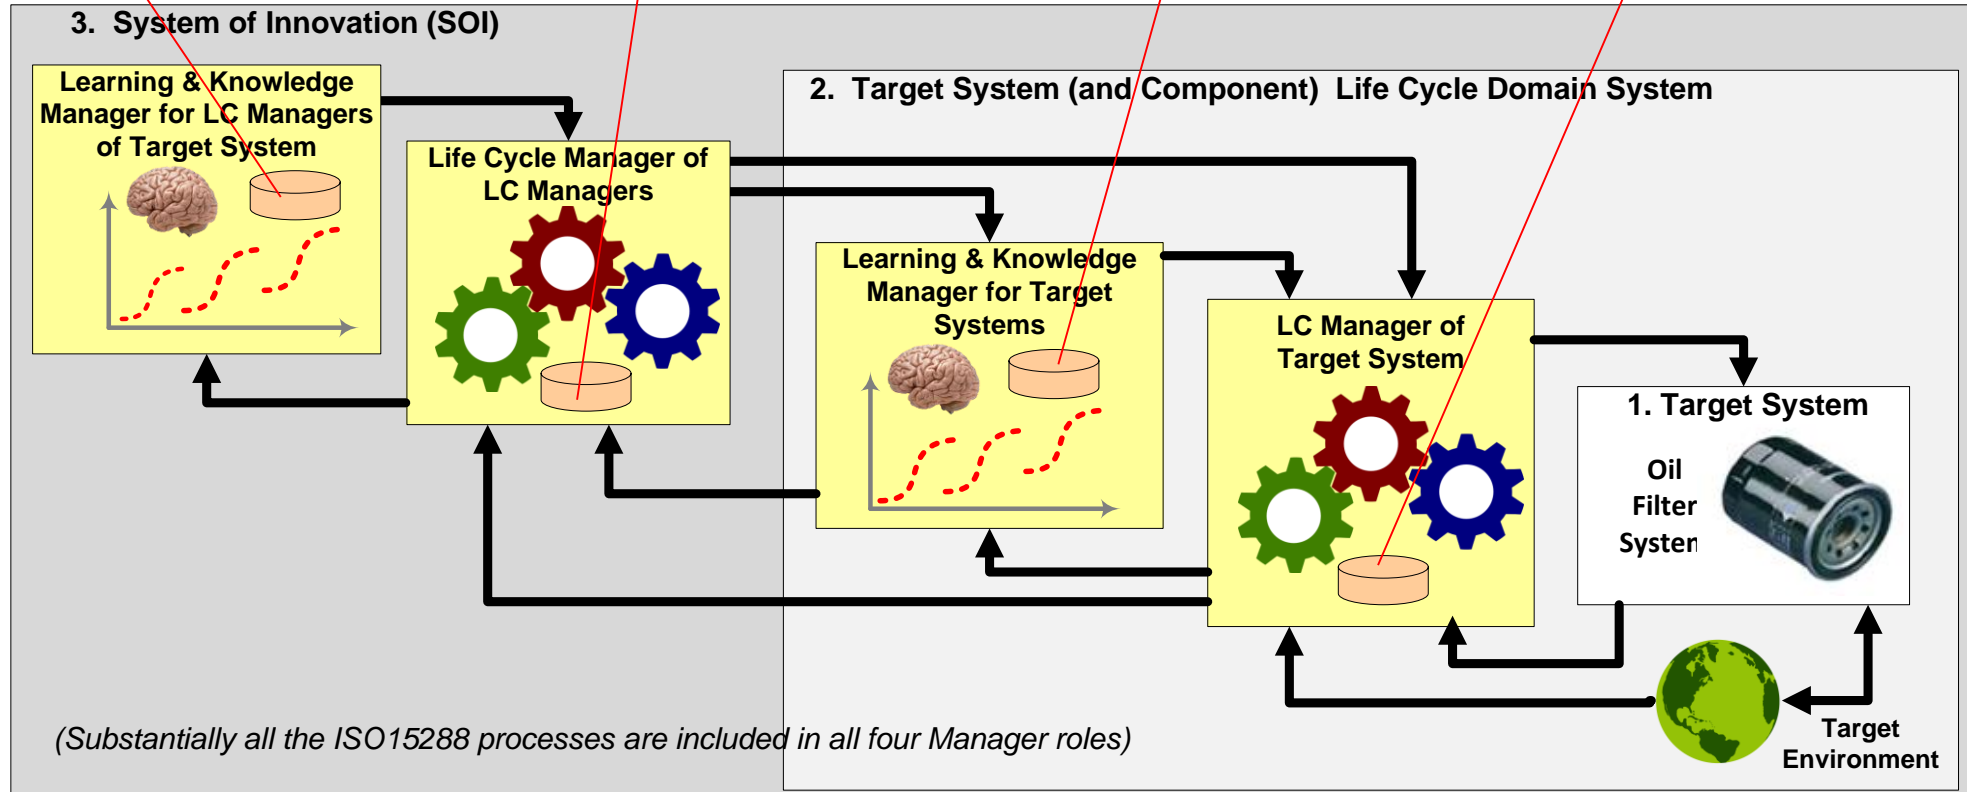 3.  System of Innovation (SOI)
Learning & Knowledge
Manager for LC Managers
of Target System
2.  Target System (and Component)  Life Cycle Domain System
Life Cycle Manager of
LC Managers
Learning & Knowledge
Manager for Target
Systems
LC Manager of
Target System
1. Target System
Oil
Filter
System
(Substantially all the ISO15288 processes are included in all four Manager roles)
Target
Environment